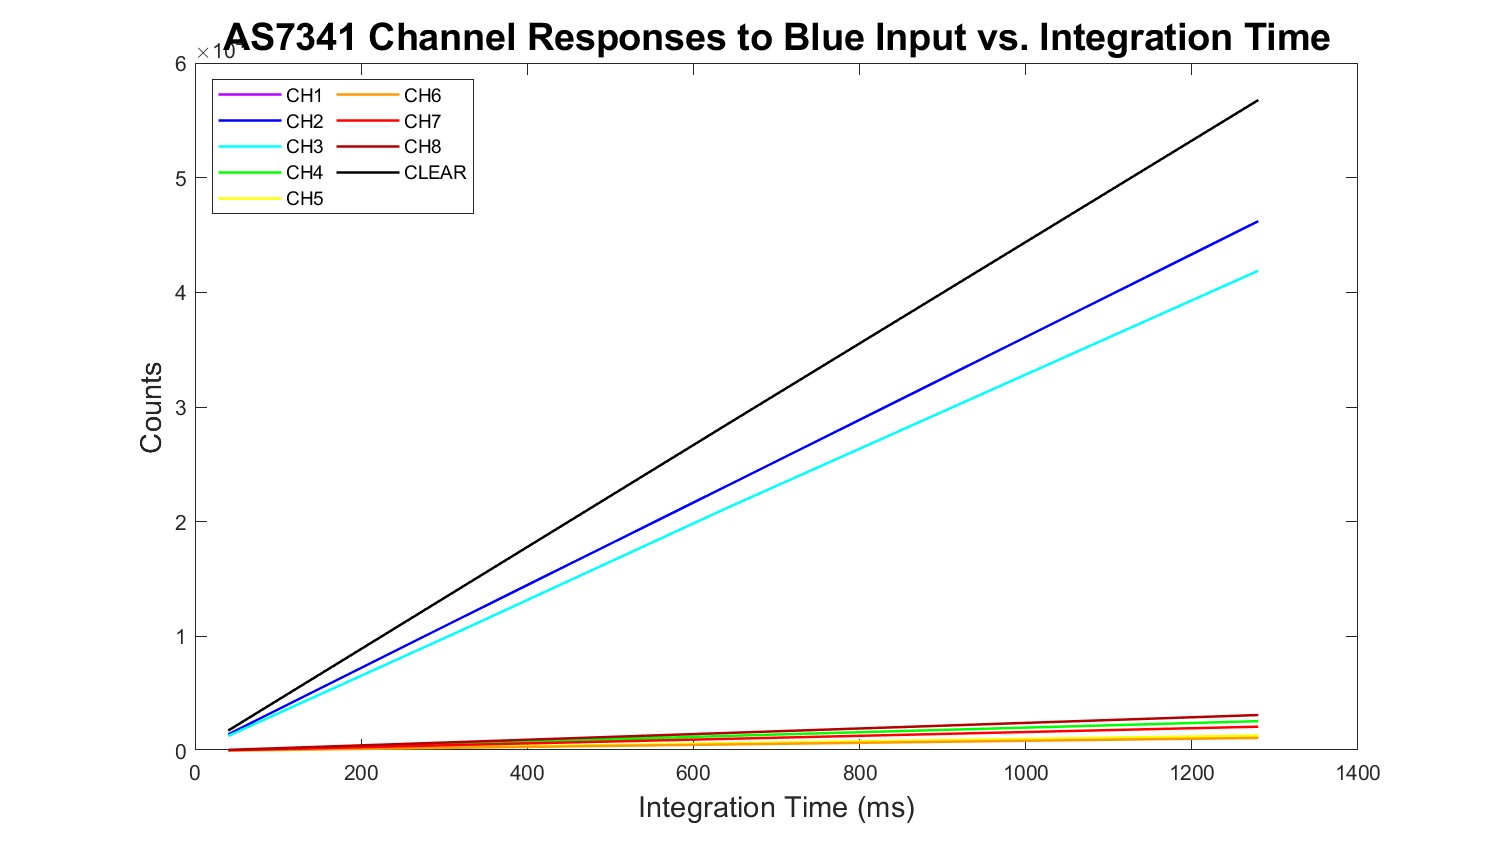 AS7341 Channel Responses to Blue Input vs. Integration Time
×10
6
5
4
3
2
1
0
CH1
CH2
CH3
CH4
CH5
CH6
CH7
CH8
CLEAR
Counts
0 200 400 600 800 1000 1200 1400
Integration Time (ms)